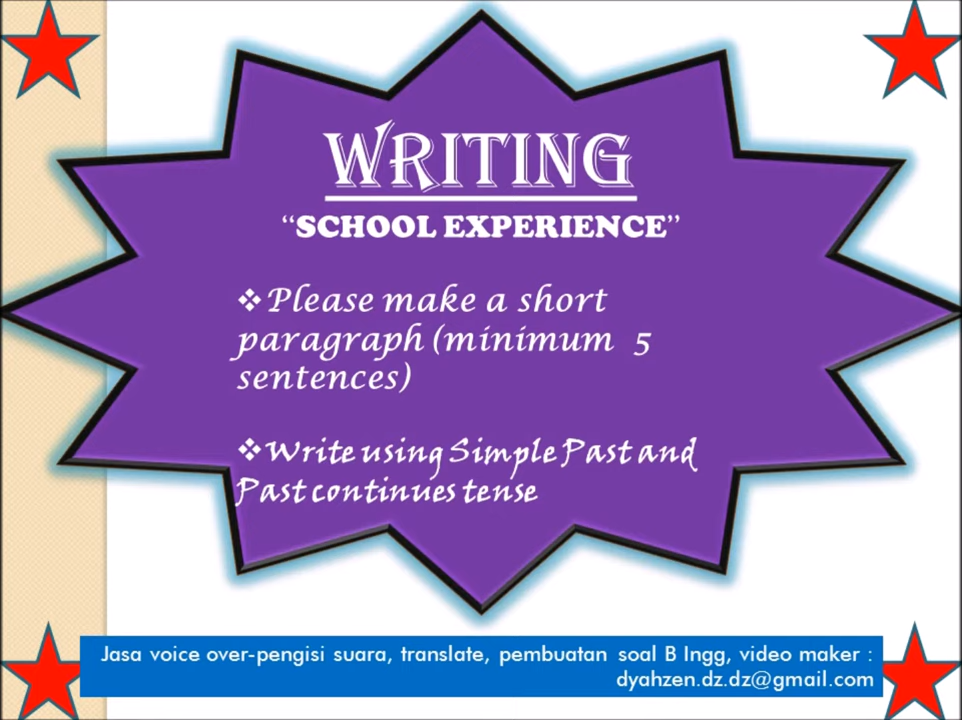 WRITING
“SCHOOL EXPERIENCE”
❖Please make a short
paragraph (minimum 5
sentences)
❖Write using Simple Past and
Past continues tense
Jasa voice over-pengisi suara, translate, pembuatan soal B Ingg, video maker :
dyahzen.dz.dz@gmail.com